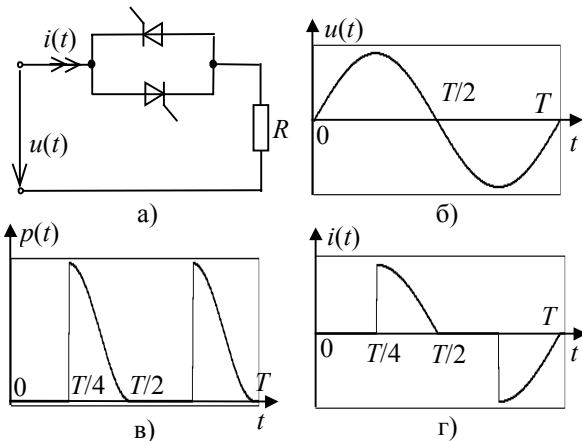 i(t)
u(t)
R
а)
u(t)
T/2
T
0
t
б)
p(t)
0
T/4
T/2
T
t
в)
i(t)
T
0
T/4
T/2
t
г)